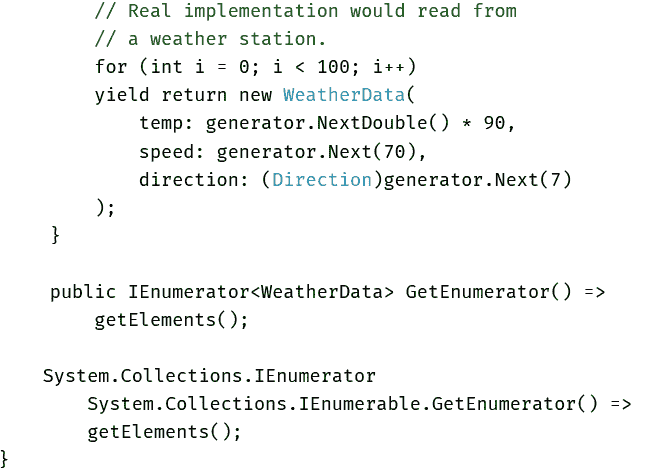 // Real implementation would read from
// a weather station.
for (int i = 0; i < 100; i++)
yield return new WeatherData(
temp: generator.NextDouble() * 90,
speed: generator.Next(70),
direction: (Direction)generator.Next(7)
);
}
public IEnumerator<WeatherData> GetEnumerator() =>
getElements();
System.Collections.IEnumerator
System.Collections.IEnumerable.GetEnumerator() =>
getElements();
}